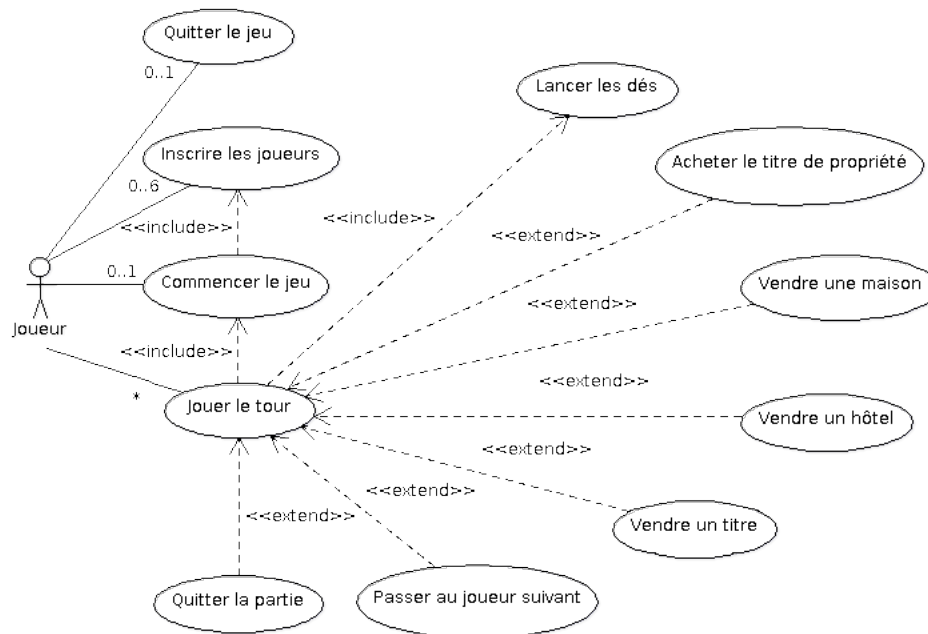 Quitter le jeu
0..1
Lancer les dés
Inscrire les joueurs
Acheter le titre de propriété
0..6
<<include>>
<<include>>
<<extend>>
0..1
Commencer le jeu
Vendre une maison
<<extend>>
Joueur
<<include>>
<<extend>>
*
Jouer le tour
Vendre un hôtel
<<extend>>
<<extend>>
<<extend>>
Vendre un titre
Quitter la partie
Passer au joueur suivant